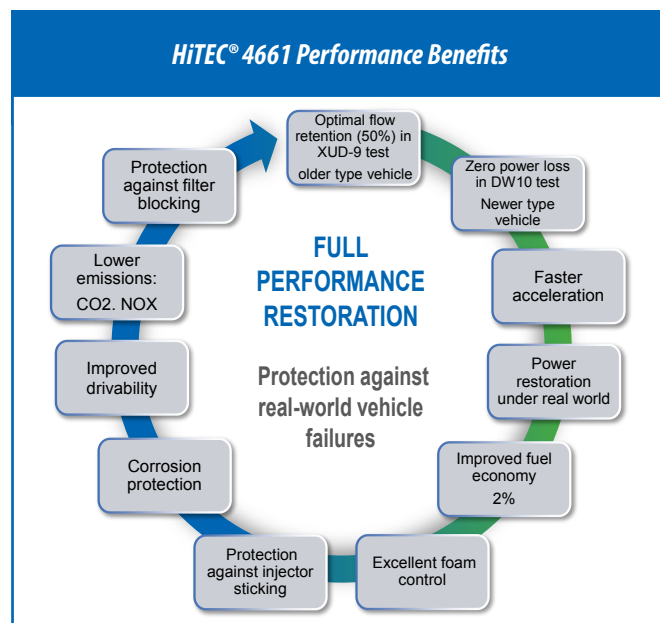 HiTEC® 4661 Performance Benefits
Optimal flow
retention (50%) in
XUD-9 test
older type vehicle
Zero power loss
in DW10 test
Newer type
vehicle
Faster
acceleration
Power
restoration
under real world
Improved fuel
economy
2%
Excellent foam
control
Protection
against injector
sticking
Corrosion
protection
Improved
drivability
Lower
emissions:
CO2. NOX
Protection
against filter
blocking
FULL
PERFORMANCE
RESTORATION
Protection against
real-world vehicle
failures